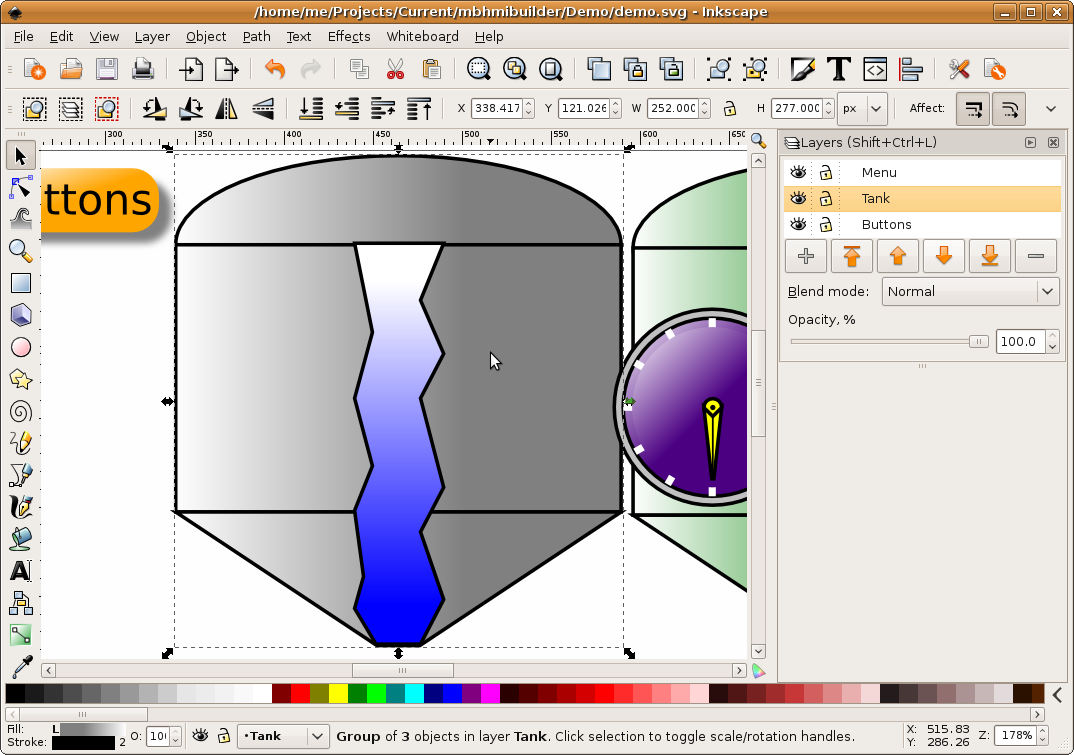 /home/me/Projects/Current/mbhmibuilder/Demo/demo.svg - Inkscape
File Edit View Layer Object Path Text Effects Whiteboard Help
X 338.417 Y 121.026 W 252.000 H 277.000 px Affect:
300 350 400 450 500 550 600 650
Layers (Shift+Ctrl+L)
Menu
Tank
Buttons
Blend mode: Normal
Opacity, %
100.0
ttons
Fill: L O: 10
Stroke: 2
•Tank
Group of 3 objects in layer Tank. Click selection to toggle scale/rotation handles.
X: 515.83
Y: 286.26
Z: 178%